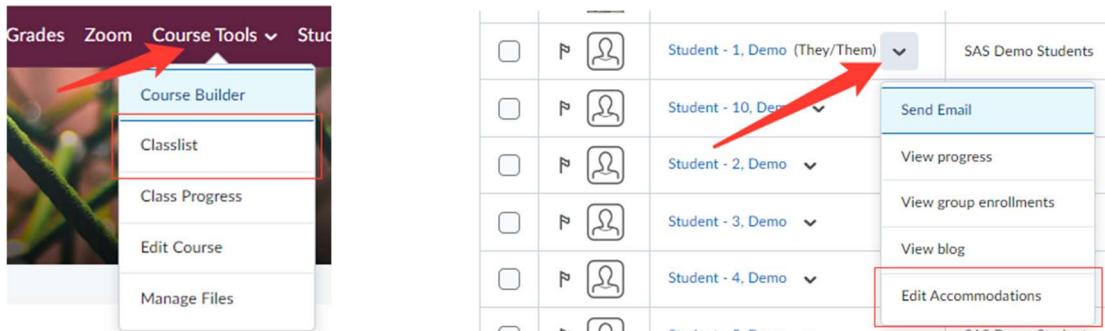 Grades Zoom Course Tools
Course Builder
Classlist
Class Progress
Edit Course
Manage Files
Student - 1, Demo (They/Them) SAS Demo Students
Student - 10,
Send Email
Student - 2, Demo
View progress
View group enrollments
Student - 3, Demo
View blog
Student - 4, Demo
Edit Accommodations